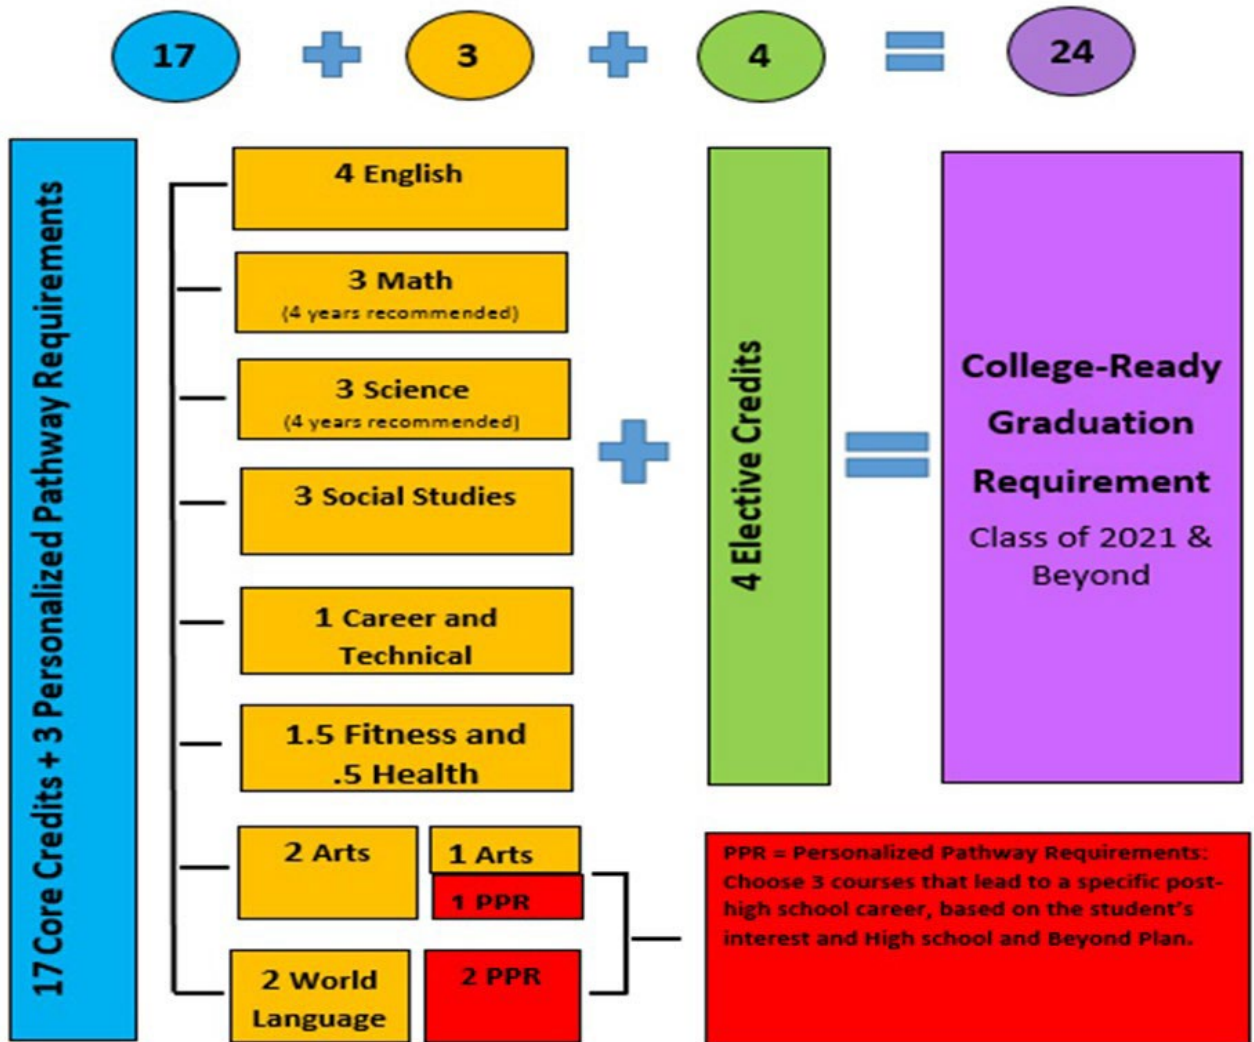 17
3
4
24
17 Core Credits + 3 Personalized Pathway Requirements
4 English
3 Math
(4 years recommended)
3 Science
(4 years recommended)
3 Social Studies
1 Career and
Technical
1.5 Fitness and
.5 Health
2 Arts
1 Arts
1 PPR
2 World
Language
2 PPR
4 Elective Credits
College-Ready
Graduation
Requirement
Class of 2021 &
Beyond
PPR = Personalized Pathway Requirements:
Choose 3 courses that lead to a specific post-
high school career, based on the student's
interest and High school and Beyond Plan.